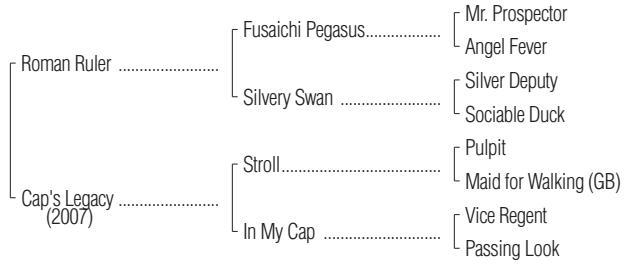 Mr. Prospector
Fusaichi Pegasus..................
Angel Fever
Roman Ruler .......................
Silver Deputy
Silvery Swan .......................
Sociable Duck
Pulpit
Stroll.....................................
Maid for Walking (GB)
Cap's Legacy .......................
(2007)
Vice Regent
In My Cap ...........................
Passing Look